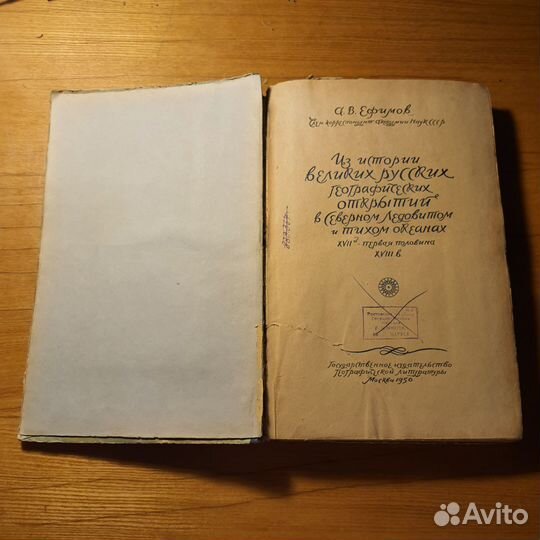 А.В.Ефимов
Член корреспондент Академии Наук СССР
Из истории
великих русских
географических
открытий
в Северном Ледовитом
и Тихом океанах
XVII в. первая половина
XVIII в.
Государственное издательство
Географической литературы
Москва 1950
Avito